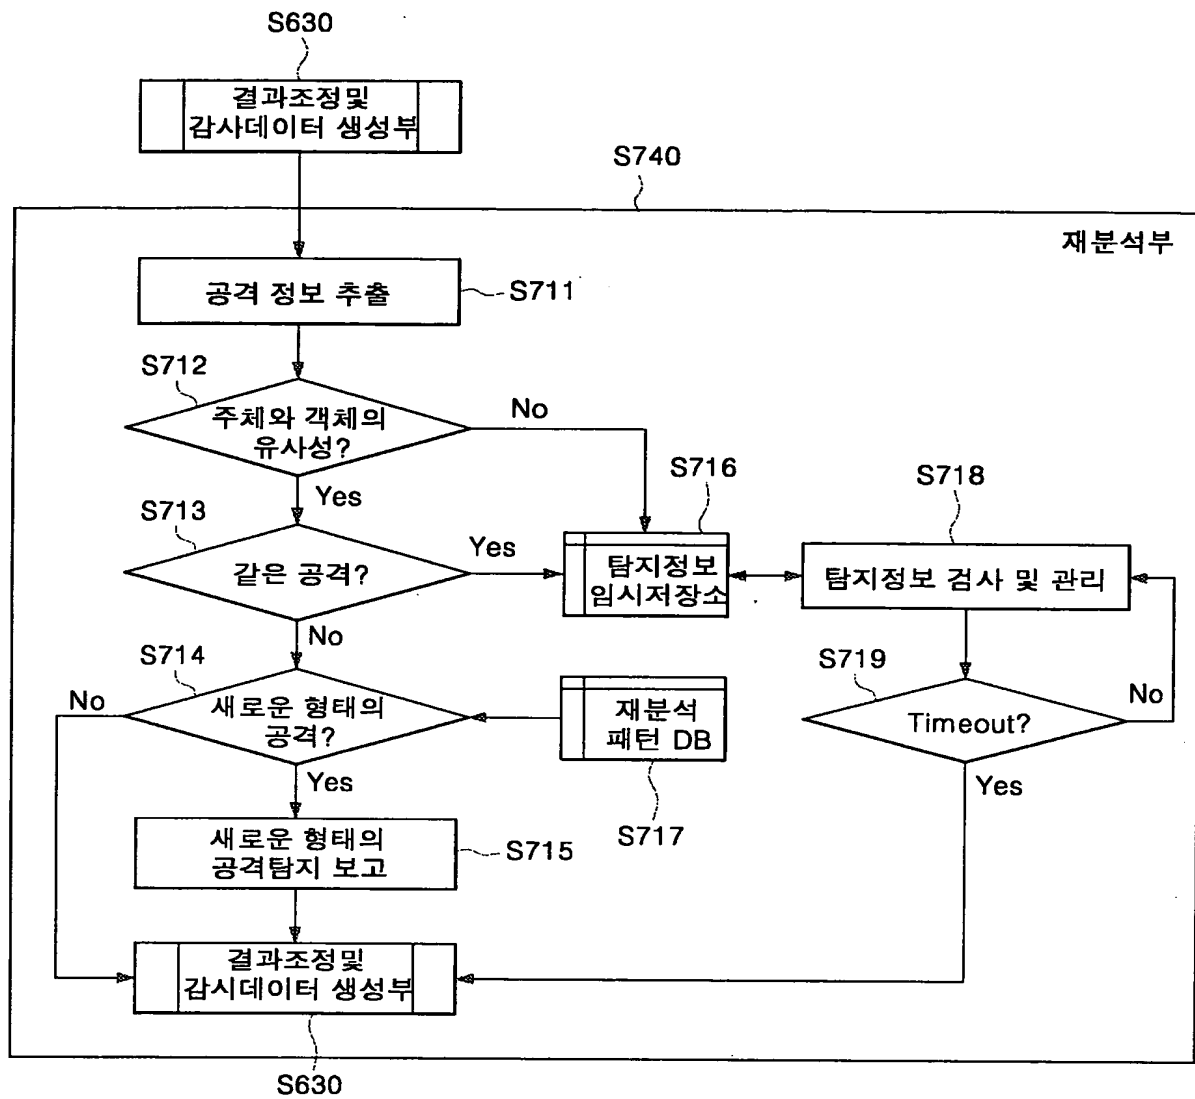 S630
결과조정및
감사데이터 생성부
S740
재분석부
공격 정보 추출
S711
S712
주체와 객체의
유사성?
No
Yes
S716
S718
S713
같은 공격?
Yes
탐지정보
임시저장소
탐지정보 검사 및 관리
No
S714
S719
No
새로운 형태의
공격?
재분석
패턴 DB
Timeout?
No
Yes
Yes
S717
새로운 형태의
공격탐지 보고
S715
결과조정및
감시데이터 생성부
S630